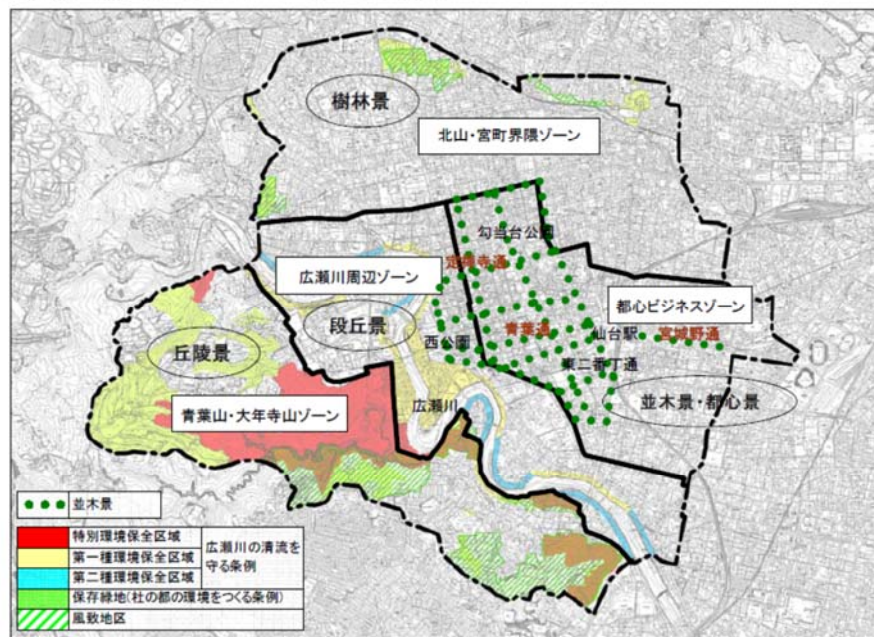 樹林景
北山・宮町界隈ゾーン
勾当台公園
定禅寺通
広瀬川周辺ゾーン
都心ビジネスゾーン
段丘景
青葉通
仙台駅
宮城野通
西公園
丘陵景
東二番丁通
広瀬川
並木景・都心景
青葉山・大年寺山ゾーン
並木景
特別環境保全区域
第一種環境保全区域
第二種環境保全区域
広瀬川の清流を
守る条例
保存緑地(杜の都の環境をつくる条例)
風致地区